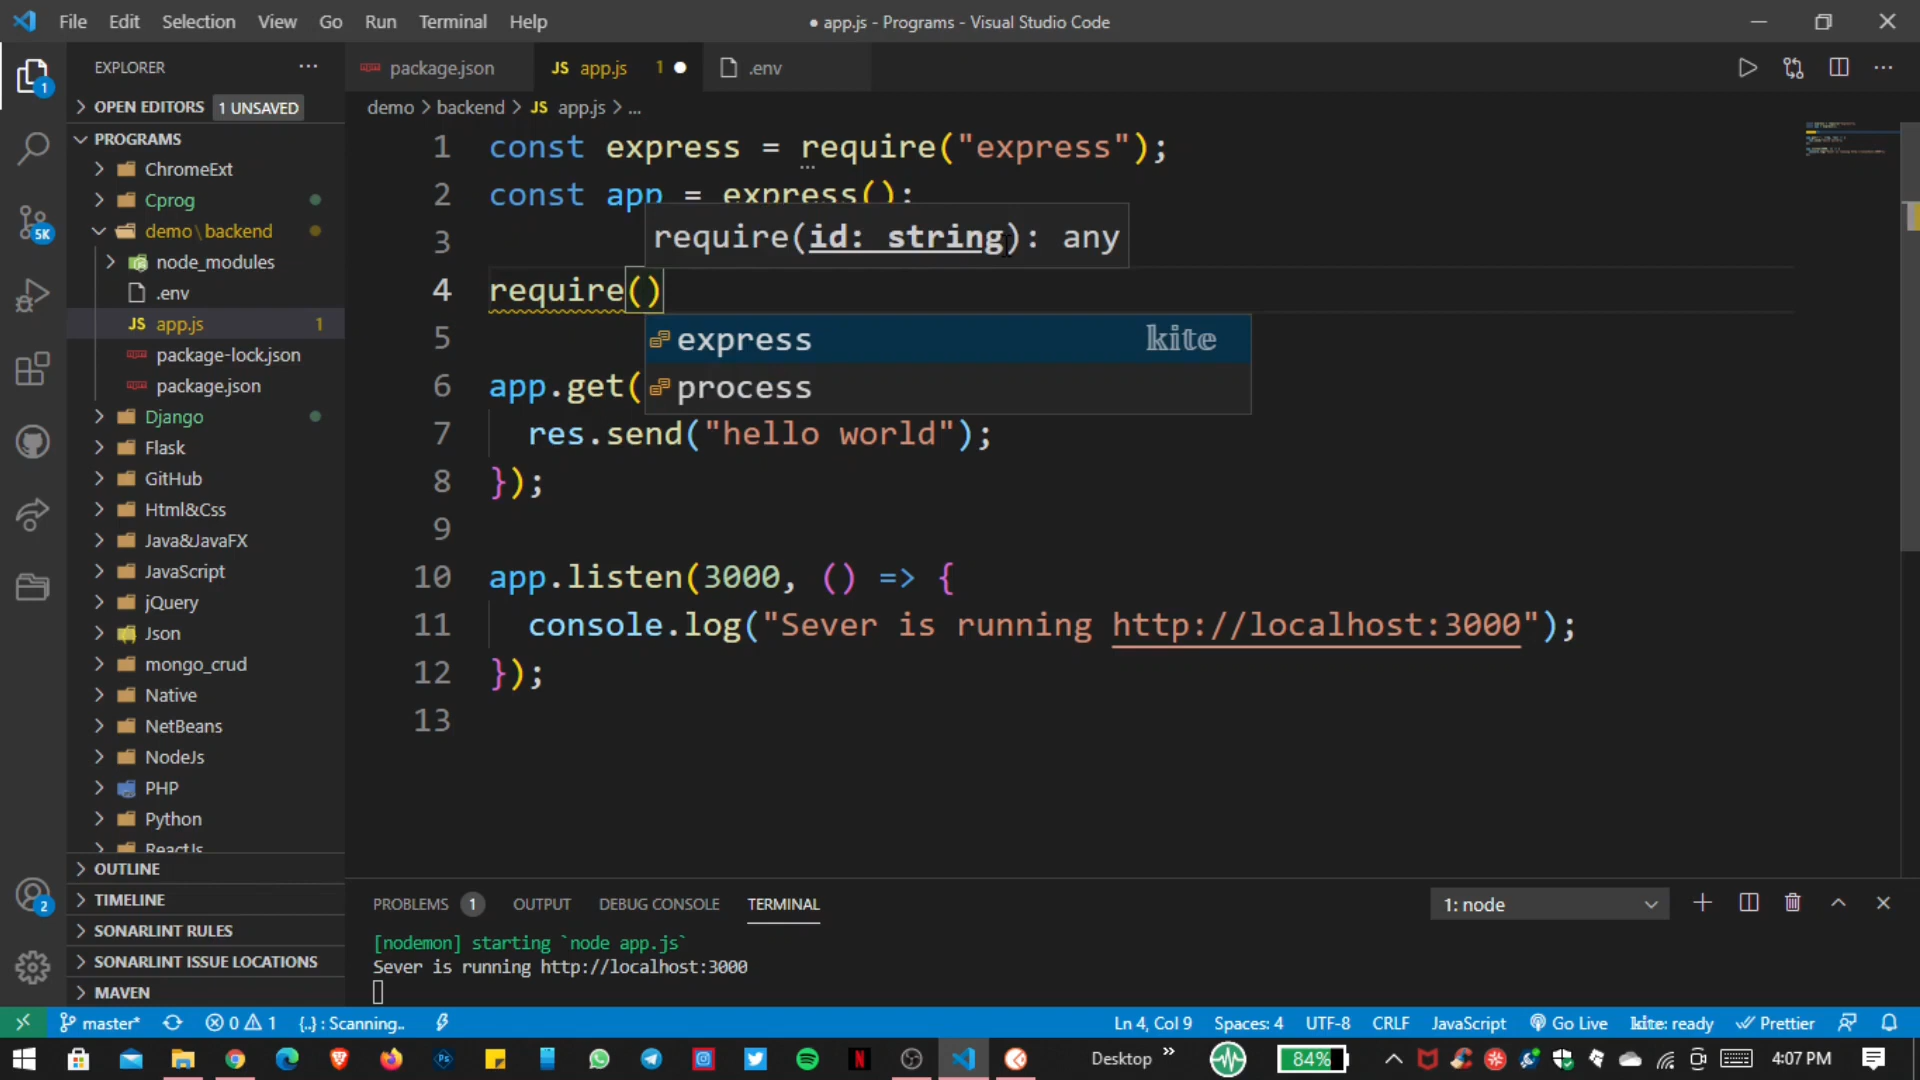 File Edit Selection View Go Run Terminal Help
● app.js - Programs - Visual Studio Code
EXPLORER
OPEN EDITORS 1 UNSAVED
PROGRAMS
ChromeExt
Cprog
demo\backend
node_modules
.env
JS app.js 1
package-lock.json
package.json
Django
Flask
GitHub
Html&Css
Java&JavaFX
JavaScript
jQuery
Json
mongo_crud
Native
NetBeans
NodeJs
PHP
Python
ReactJs
OUTLINE
TIMELINE
SONARLINT RULES
SONARLINT ISSUE LOCATIONS
MAVEN
1
5K
2
package.json JS app.js 1 ● .env
demo > backend > JS app.js > ...
1 const express = require("express");
2 const app = express();
3
require(id: string): any
4 require()
5
express kite
process
6 app.get(
7 res.send("hello world");
8 });
9
10 app.listen(3000, () => {
11 console.log("Sever is running http://localhost:3000");
12 });
13
PROBLEMS 1 OUTPUT DEBUG CONSOLE TERMINAL
1: node
[nodemon] starting `node app.js`
Sever is running http://localhost:3000
master* 0 1 {..} : Scanning..
Ln 4, Col 9 Spaces: 4 UTF-8 CRLF JavaScript Go Live kite: ready Prettier
Desktop » 84% 4:07 PM